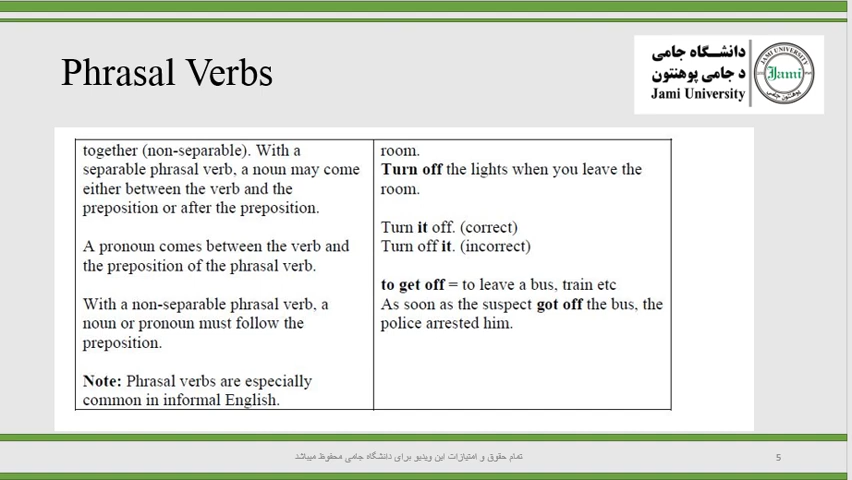 Phrasal Verbs
دانشگاه جامی
د جامی پوهنتون
Jami University
JAMI UNIVERSITY
Jami
پوهنتون جامی
together (non-separable). With a
separable phrasal verb, a noun may come
either between the verb and the
preposition or after the preposition.
A pronoun comes between the verb and
the preposition of the phrasal verb.
With a non-separable phrasal verb, a
noun or pronoun must follow the
preposition.
Note: Phrasal verbs are especially
common in informal English.
room.
Turn off the lights when you leave the
room.
Turn it off. (correct)
Turn off it. (incorrect)
to get off = to leave a bus, train etc
As soon as the suspect got off the bus, the
police arrested him.
تمام حقوق و امتیازات این ویدیو برای دانشگاه جامی محفوظ میباشد
5